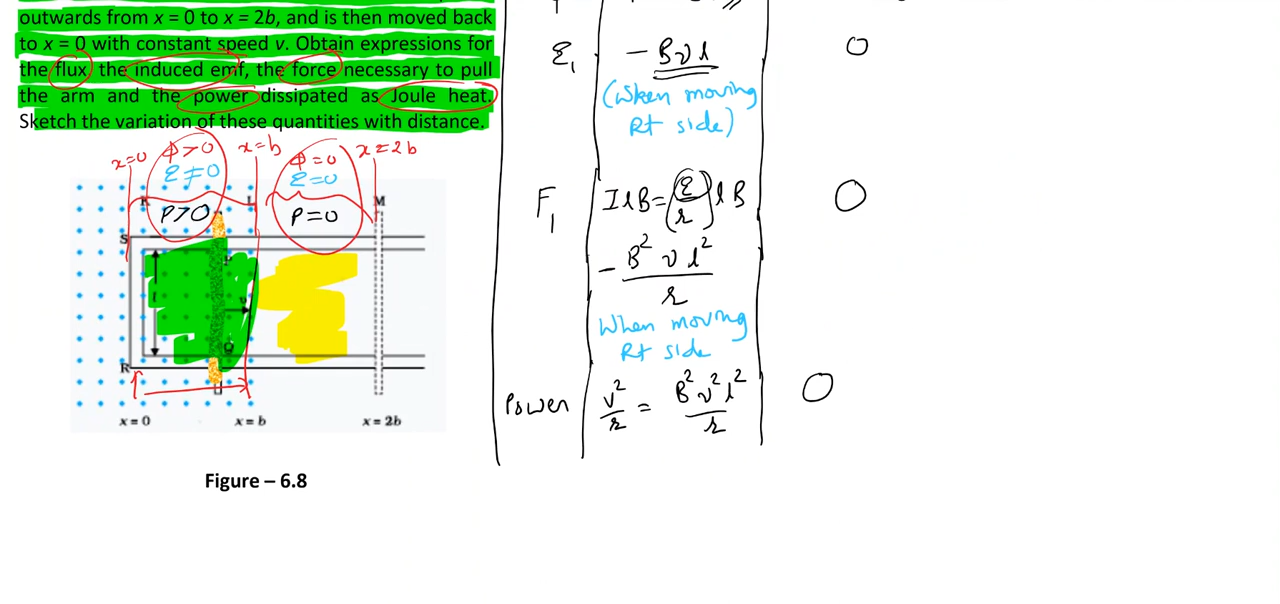 outwards from x = 0 to x = 2b, and is then moved back
to x = 0 with constant speed v. Obtain expressions for
the flux the induced emf, the force necessary to pull
the arm and the power dissipated as Joule heat.
Sketch the variation of these quantities with distance.
x=0 Φ>0 x=b Φ=0 x=2b
ε≠0 ε=0
K L M
P>0 P=0
S
P
l υ
Q
R
x = 0 x = b x = 2b
Figure – 6.8
ε₁ - Bνl 0
(When moving
Rt side)
F₁ IlB = (ε/r) lB 0
- B²νl²/r
When moving
Rt side
Power V²/r = B²v²l²/r 0